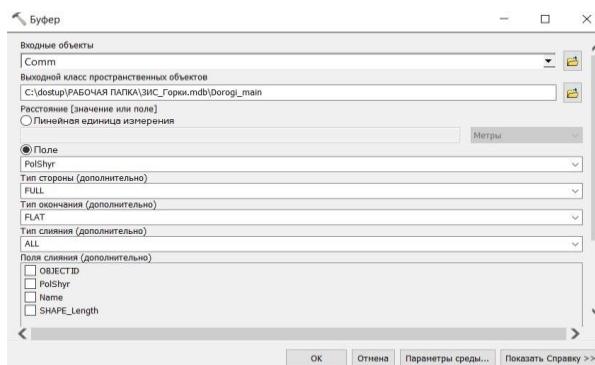 Буфер
Входные объекты
Comm
Выходной класс пространственных объектов
C:\dostup\РАБОЧАЯ ПАПКА\ЗИС_Горки.mdb\Dorogi_main
Расстояние [значение или поле]
Линейная единица измерения
Метры
Поле
PolShyr
Тип стороны (дополнительно)
FULL
Тип окончания (дополнительно)
FLAT
Тип слияния (дополнительно)
ALL
Поля слияния (дополнительно)
OBJECTID
PolShyr
Name
SHAPE_Length
ОК Отмена Параметры среды... Показать Справку >>